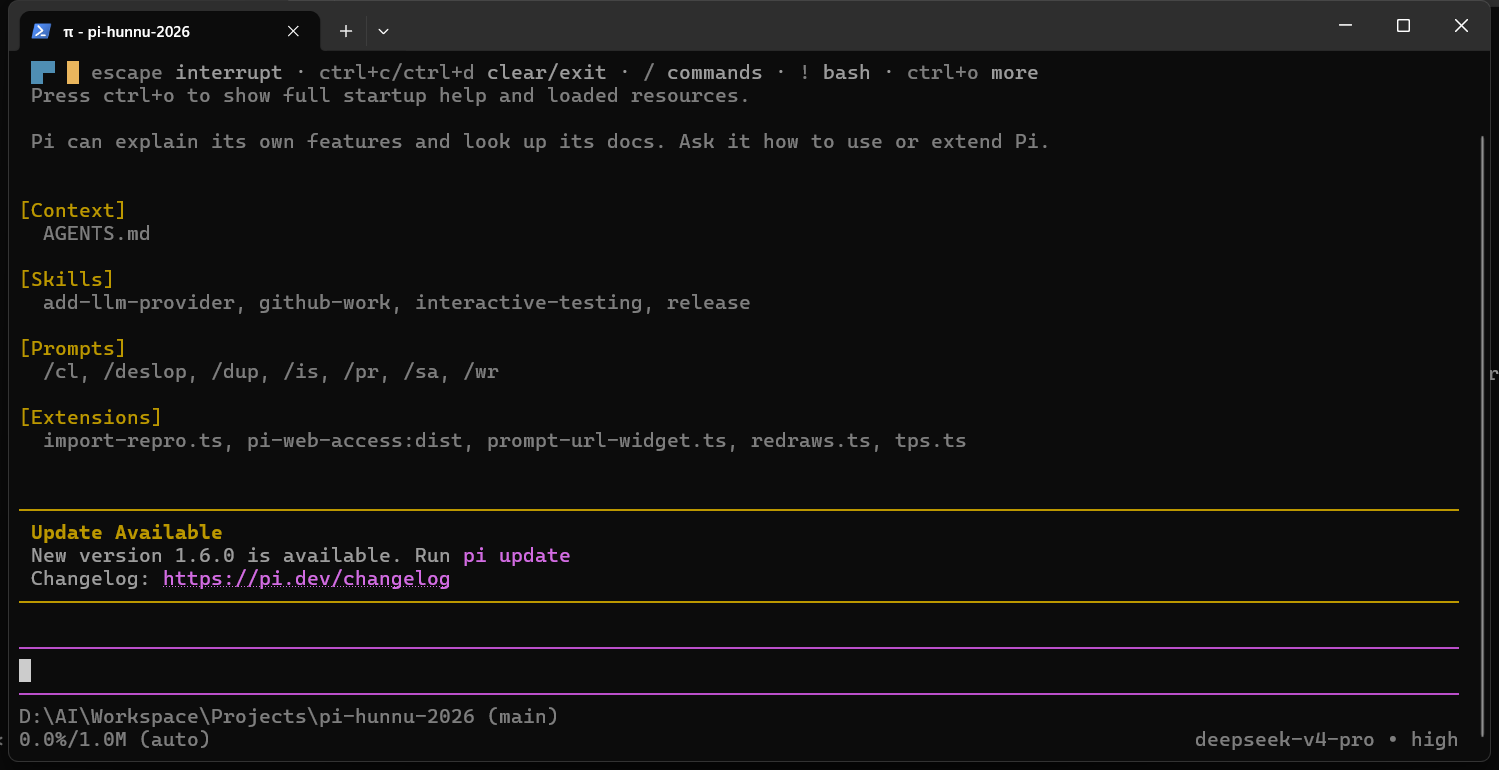 π - pi-hunnu-2026
escape interrupt · ctrl+c/ctrl+d clear/exit · / commands · ! bash · ctrl+o more
Press ctrl+o to show full startup help and loaded resources.
Pi can explain its own features and look up its docs. Ask it how to use or extend Pi.
[Context]
AGENTS.md
[Skills]
add-llm-provider, github-work, interactive-testing, release
[Prompts]
/cl, /deslop, /dup, /is, /pr, /sa, /wr
[Extensions]
import-repro.ts, pi-web-access:dist, prompt-url-widget.ts, redraws.ts, tps.ts
Update Available
New version 1.6.0 is available. Run pi update
Changelog: https://pi.dev/changelog
D:\AI\Workspace\Projects\pi-hunnu-2026 (main)
0.0%/1.0M (auto) deepseek-v4-pro • high